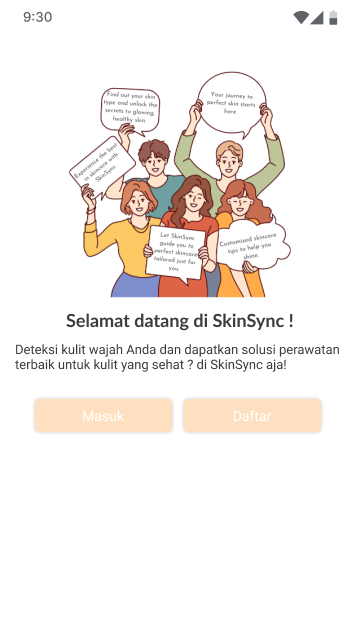 9:30
Find out your skin
type and unlock the
secrets to glowing,
healthy skin.
Your journey to
perfect skin starts
here.
Experience the best
in skincare with
SkinSync.
Let SkinSync
guide you to
perfect skincare
tailored just for
you.
Customized skincare
tips to help you
shine.
Selamat datang di SkinSync !
Deteksi kulit wajah Anda dan dapatkan solusi perawatan
terbaik untuk kulit yang sehat ? di SkinSync aja!
Masuk
Daftar